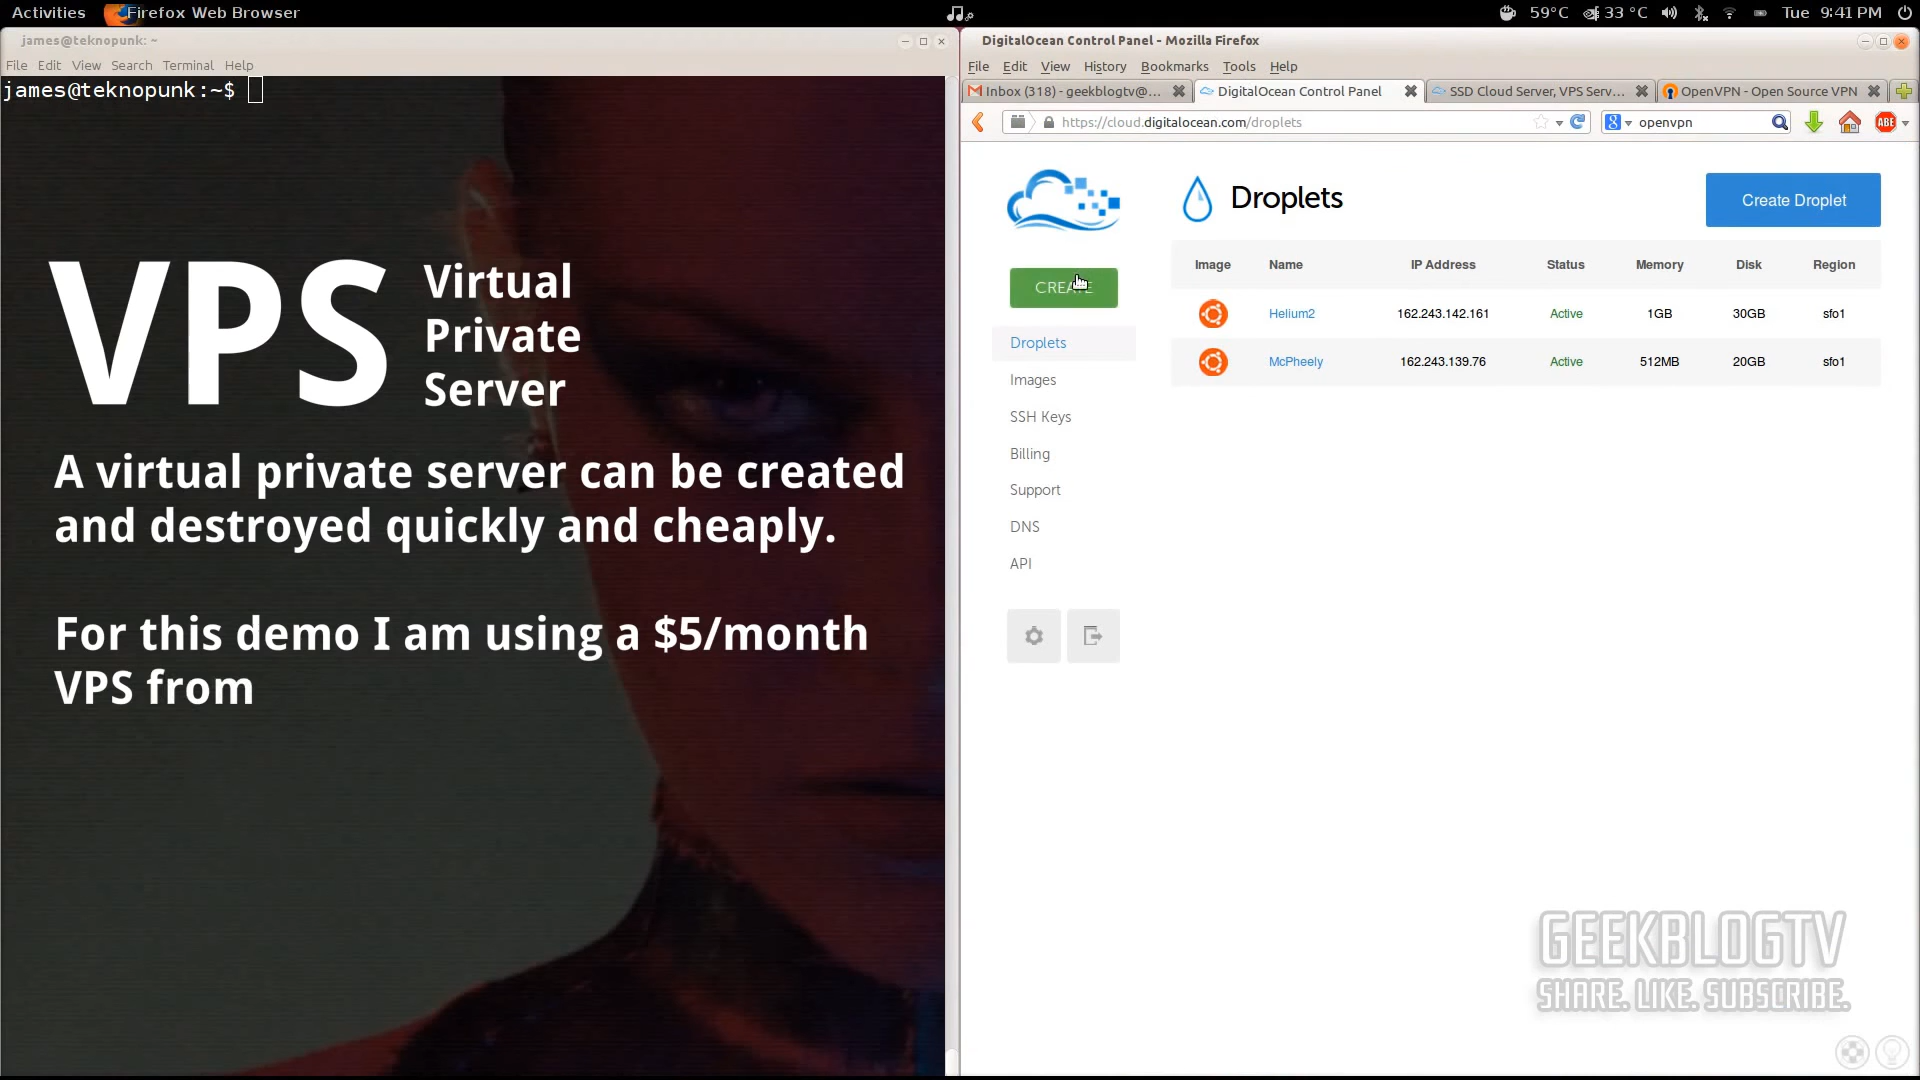 Activities
Firefox Web Browser
59°C
33 °C
Tue 9:41 PM
james@teknopunk: ~
File Edit View Search Terminal Help
james@teknopunk:~$
VPS
Virtual
Private
Server
A virtual private server can be created
and destroyed quickly and cheaply.
For this demo I am using a $5/month
VPS from
DigitalOcean Control Panel - Mozilla Firefox
File Edit View History Bookmarks Tools Help
Inbox (318) - geekblogtv@...
DigitalOcean Control Panel
SSD Cloud Server, VPS Serv...
OpenVPN - Open Source VPN
https://cloud.digitalocean.com/droplets
8
openvpn
ABE
CREATE
Droplets
Images
SSH Keys
Billing
Support
DNS
API
Droplets
Create Droplet
Image Name IP Address Status Memory Disk Region
Helium2 162.243.142.161 Active 1GB 30GB sfo1
McPheely 162.243.139.76 Active 512MB 20GB sfo1
GEEKBLOGTV
SHARE. LIKE. SUBSCRIBE.